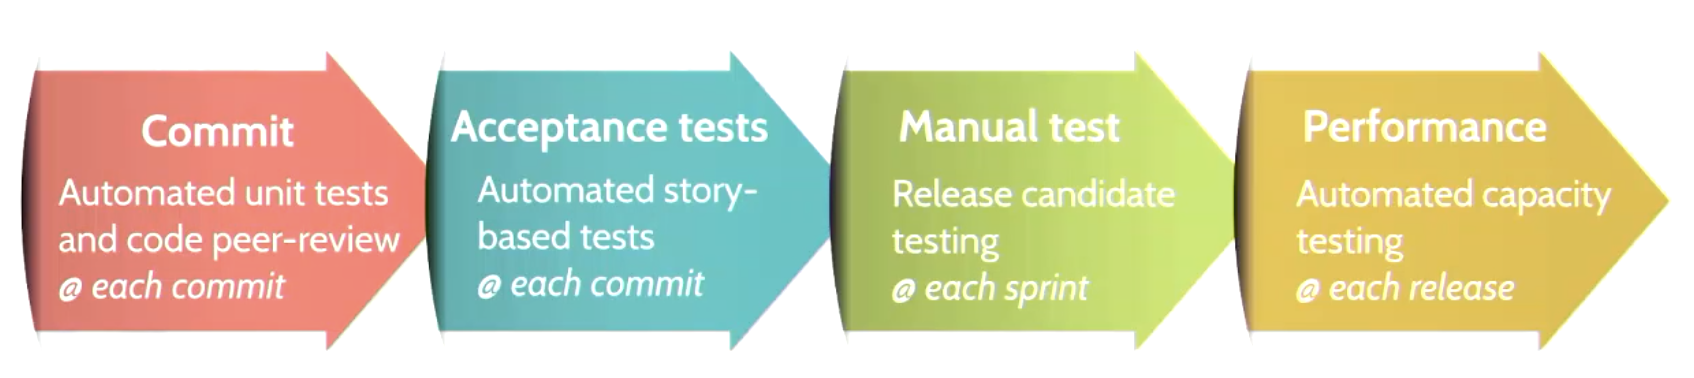 Commit
Automated unit tests
and code peer-review
@ each commit
Acceptance tests
Automated story-
based tests
@ each commit
Manual test
Release candidate
testing
@ each sprint
Performance
Automated capacity
testing
@ each release